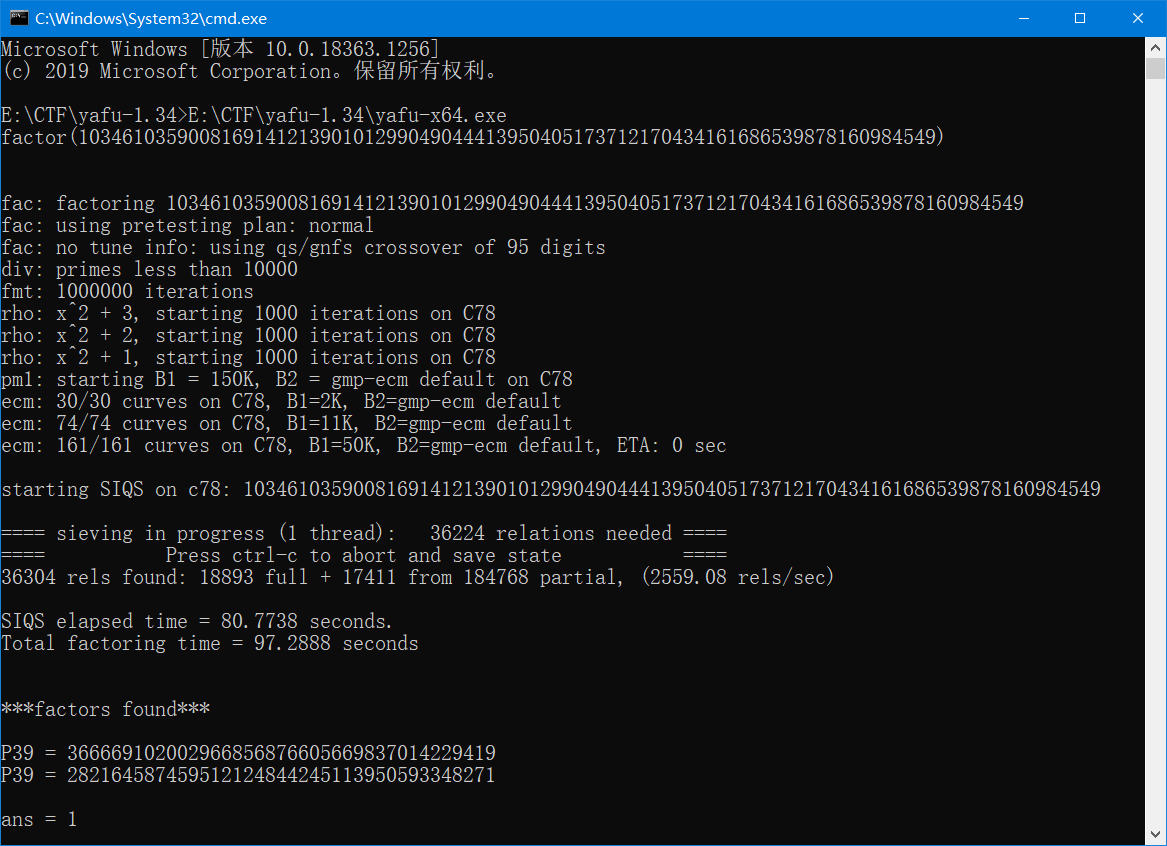 C:\Windows\System32\cmd.exe
Microsoft Windows [版本 10.0.18363.1256]
(c) 2019 Microsoft Corporation。保留所有权利。
E:\CTF\yafu-1.34>E:\CTF\yafu-1.34\yafu-x64.exe
factor(103461035900816914121390101299049044413950405173712170434161686539878160984549)
fac: factoring 103461035900816914121390101299049044413950405173712170434161686539878160984549
fac: using pretesting plan: normal
fac: no tune info: using qs/gnfs crossover of 95 digits
div: primes less than 10000
fmt: 1000000 iterations
rho: x^2 + 3, starting 1000 iterations on C78
rho: x^2 + 2, starting 1000 iterations on C78
rho: x^2 + 1, starting 1000 iterations on C78
pm1: starting B1 = 150K, B2 = gmp-ecm default on C78
ecm: 30/30 curves on C78, B1=2K, B2=gmp-ecm default
ecm: 74/74 curves on C78, B1=11K, B2=gmp-ecm default
ecm: 161/161 curves on C78, B1=50K, B2=gmp-ecm default, ETA: 0 sec
starting SIQS on c78: 103461035900816914121390101299049044413950405173712170434161686539878160984549
==== sieving in progress (1 thread):   36224 relations needed ====
====           Press ctrl-c to abort and save state           ====
36304 rels found: 18893 full + 17411 from 184768 partial, (2559.08 rels/sec)
SIQS elapsed time = 80.7738 seconds.
Total factoring time = 97.2888 seconds
***factors found***
P39 = 366669102002966856876605669837014229419
P39 = 282164587459512124844245113950593348271
ans = 1